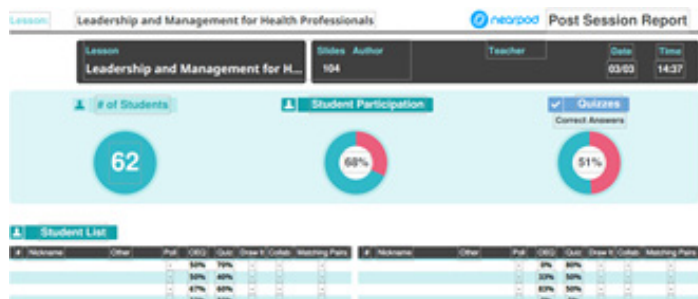 Lesson: Leadership and Management for Health Professionals nearpod Post Session Report
Lesson Slides Author Teacher Date Time
Leadership and Management for H... 104 03/03 14:37
# of Students Student Participation Quizzes
Correct Answers
62 68% 51%
Student List
# Nickname Other Poll OEQ Quiz Draw It Collab Matching Pairs # Nickname Other Poll OEQ Quiz Draw It Collab Matching Pairs
- 50% 70% - - - - 0% 80% - - -
- 50% 40% - - - - 33% 50% - - -
- 67% 60% - - - - 83% 50% - - -